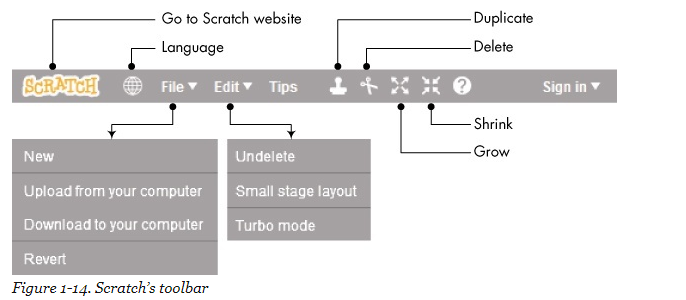 Go to Scratch website
Duplicate
Language
Delete
SCRATCH File Edit Tips ? Sign in
Shrink
Grow
New
Upload from your computer
Download to your computer
Revert
Undelete
Small stage layout
Turbo mode
Figure 1-14. Scratch's toolbar